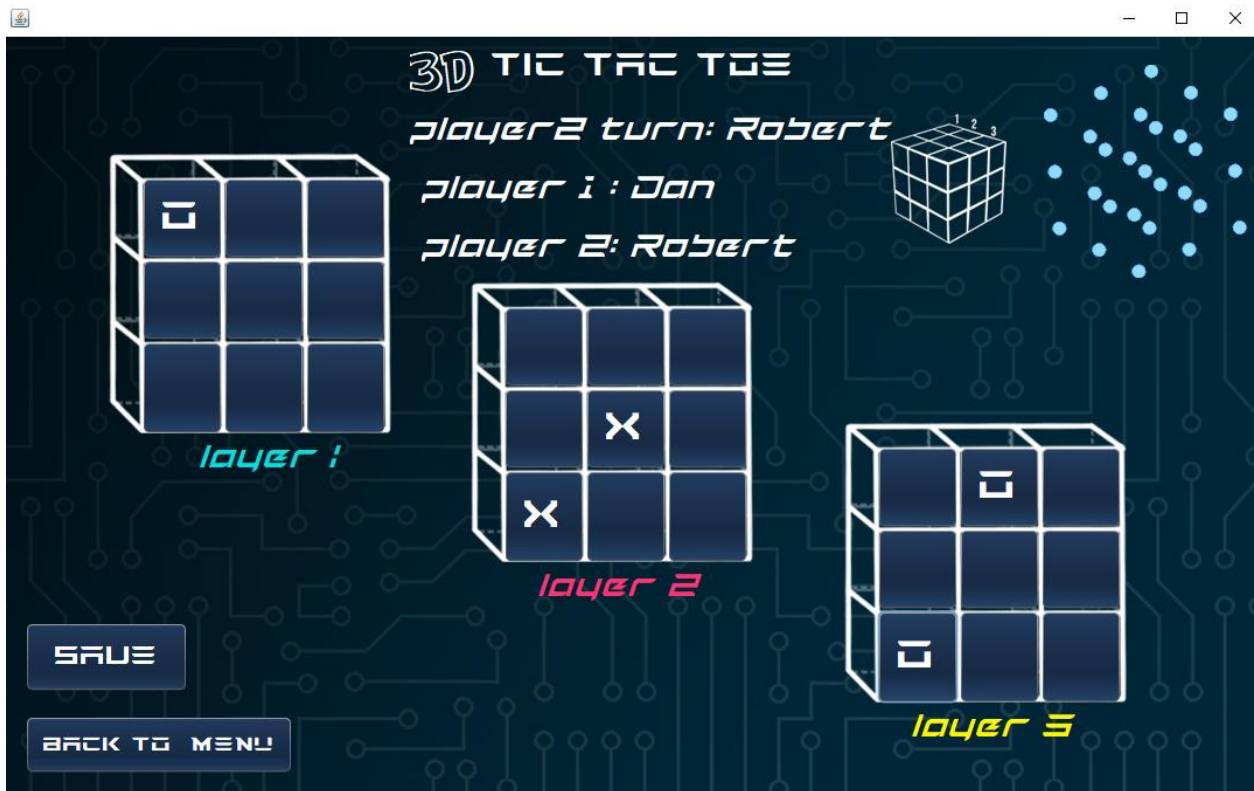 3D TIC TAC TOE
player2 turn: Robert
1 2 3
player 1 : Dan
player 2: Robert
O
X
X
O
O
layer 1
layer 2
layer 3
SAVE
BACK TO MENU